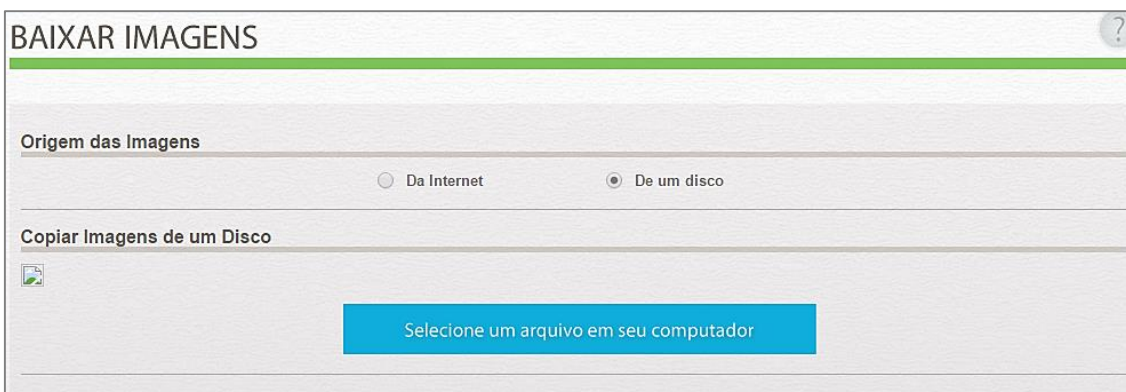 BAIXAR IMAGENS
?
Origem das Imagens
Da Internet De um disco
Copiar Imagens de um Disco
Selecione um arquivo em seu computador